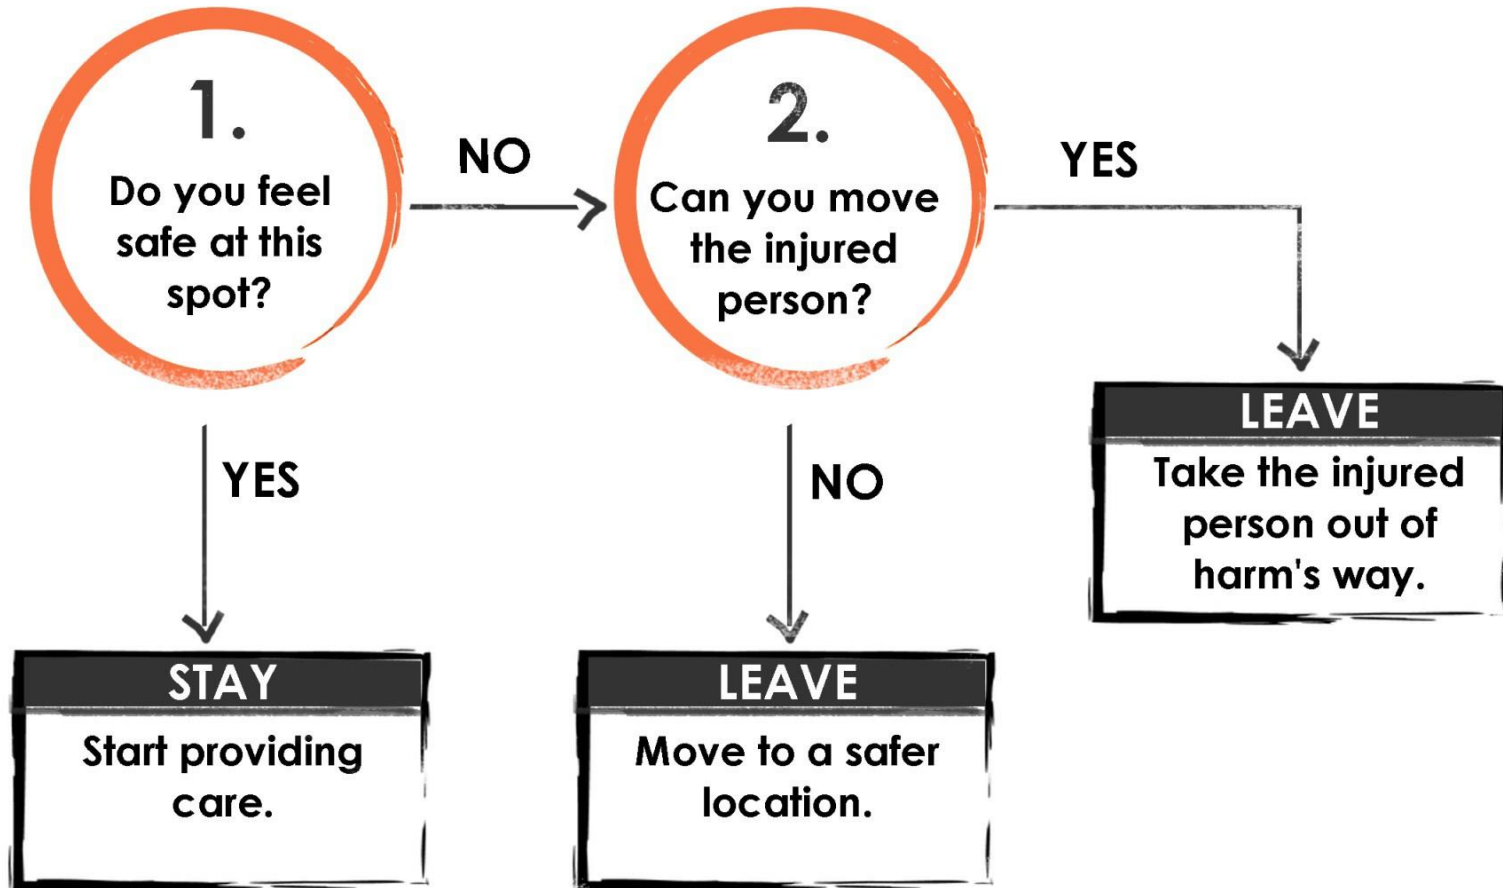 1.
Do you feel
safe at this
spot?
NO
2.
Can you move
the injured
person?
YES
LEAVE
Take the injured
person out of
harm's way.
YES
NO
STAY
Start providing
care.
LEAVE
Move to a safer
location.